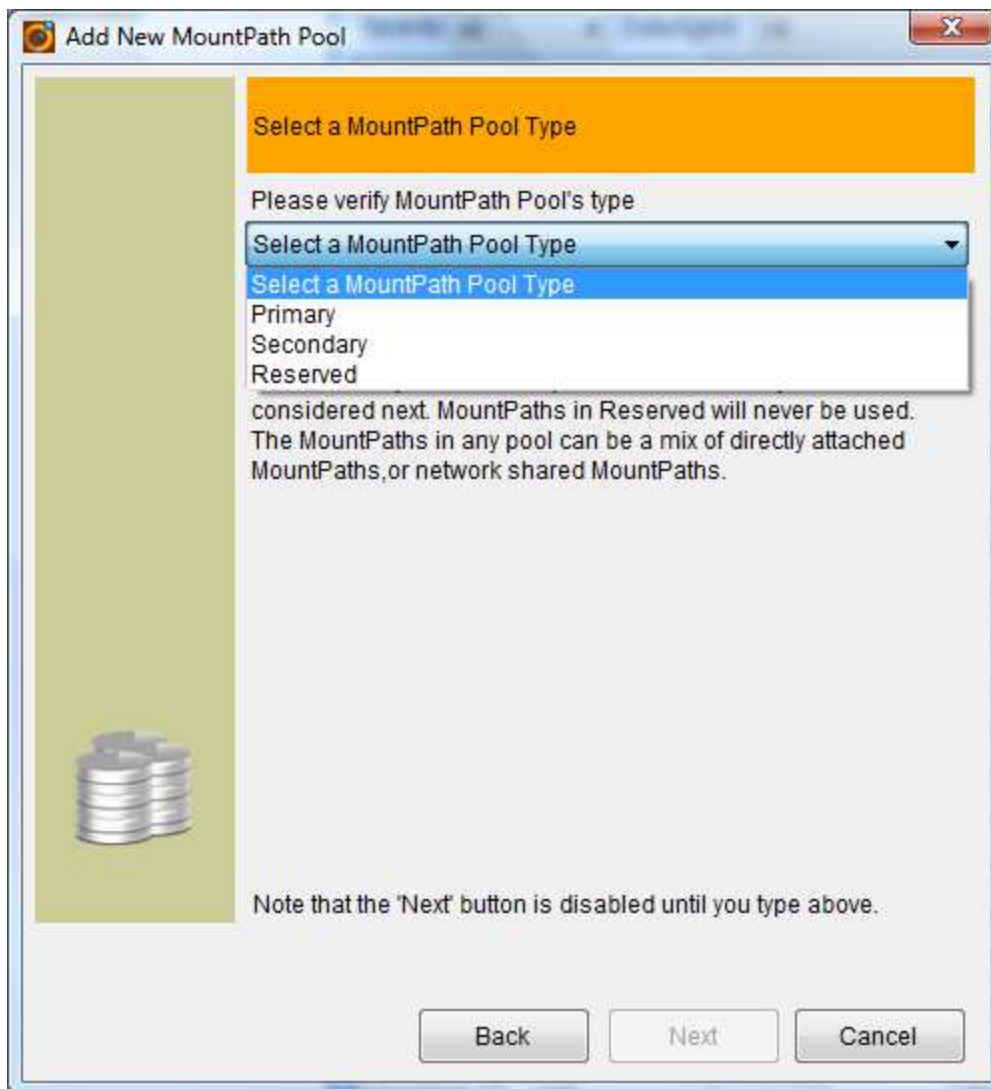 Add New MountPath Pool
Select a MountPath Pool Type
Please verify MountPath Pool's type
Select a MountPath Pool Type
Select a MountPath Pool Type
Primary
Secondary
Reserved
considered next. MountPaths in Reserved will never be used.
The MountPaths in any pool can be a mix of directly attached
MountPaths,or network shared MountPaths.
Note that the 'Next' button is disabled until you type above.
Back
Next
Cancel